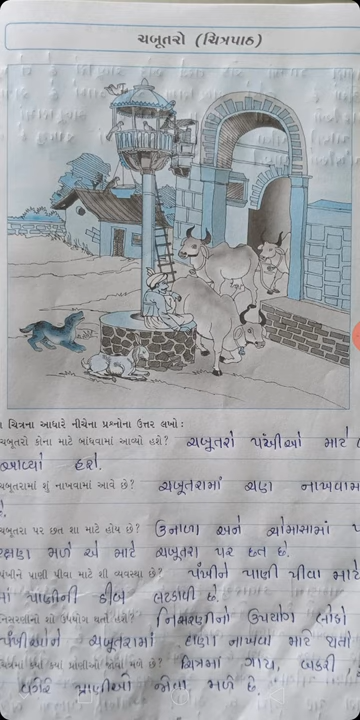 ચબૂતરો (ચિત્રપાઠ)
ચિત્રના આધારે નીચેના પ્રશ્નોના ઉત્તર લખો :
ચબૂતરો કોના માટે બાંધવામાં આવ્યો હશે? ચબૂતરો પંખીઓ માટે
આવ્યો હશે.
ચબૂતરામાં શું નાખવામાં આવે છે? ચબૂતરામાં ચણ નાખવામ
ચબૂતરા પર છત શા માટે હોય છે? ઉનાળા અને ચોમાસામાં
રક્ષણ મળે એ માટે ચબૂતરા પર છત છે.
પંખીને પાણી પીવા માટે શી વ્યવસ્થા છે? પંખીને પાણી પીવા માટે
માં પાણીની કીબ લટકાવી છે.
નિસરણીનો શો ઉપયોગ થતો હશે? નિસરણીનો ઉપયોગ લોકો
પંખીઓને ચબૂતરામાં દાણા નાખવા માટે થતો
ચિત્રમાં કયાં કયાં પ્રાણીઓ જોવા મળે છે? ચિત્રમાં ગાય, બકરી
વગેરે પ્રાણીઓ જોવા મળે છે.